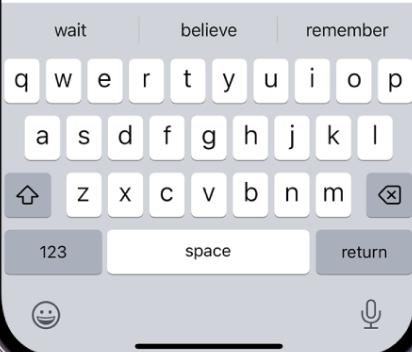 wait believe remember
q w e r t y u i o p
a s d f g h j k l
z x c v b n m
123 space return